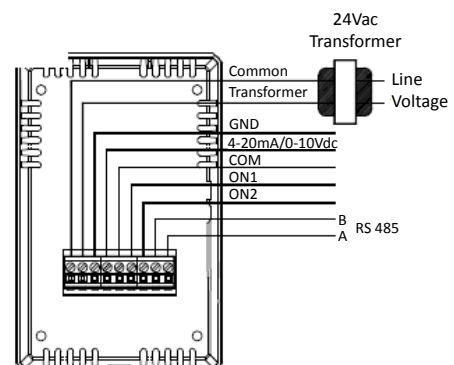 24Vac
Transformer
Common
Line
Transformer
Voltage
GND
4-20mA/0-10Vdc
COM
ON1
ON2
B
RS 485
A